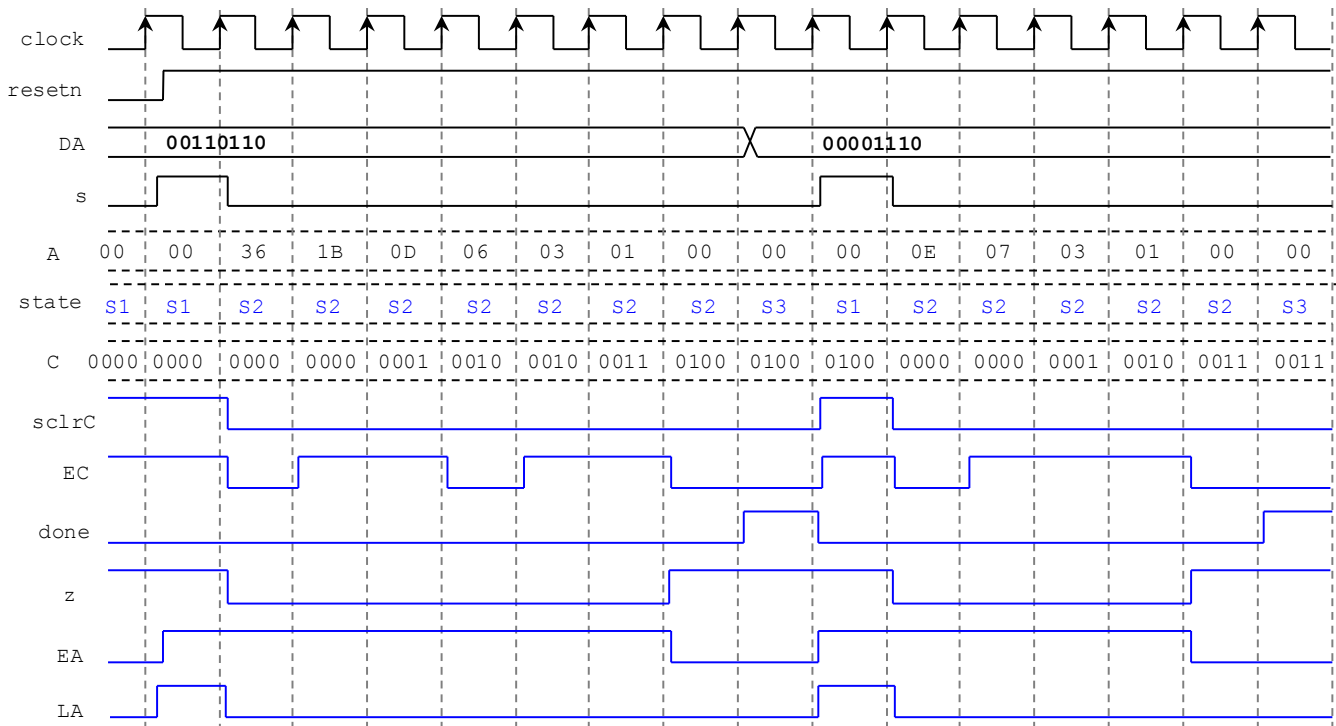 clock
resetn
DA 00110110 00001110
s
A 00 00 36 1B 0D 06 03 01 00 00 00 0E 07 03 01 00 00
state S1 S1 S2 S2 S2 S2 S2 S2 S2 S3 S1 S2 S2 S2 S2 S2 S3
C 0000 0000 0000 0000 0001 0010 0010 0011 0100 0100 0100 0000 0000 0001 0010 0011 0011
sclrC
EC
done
z
EA
LA